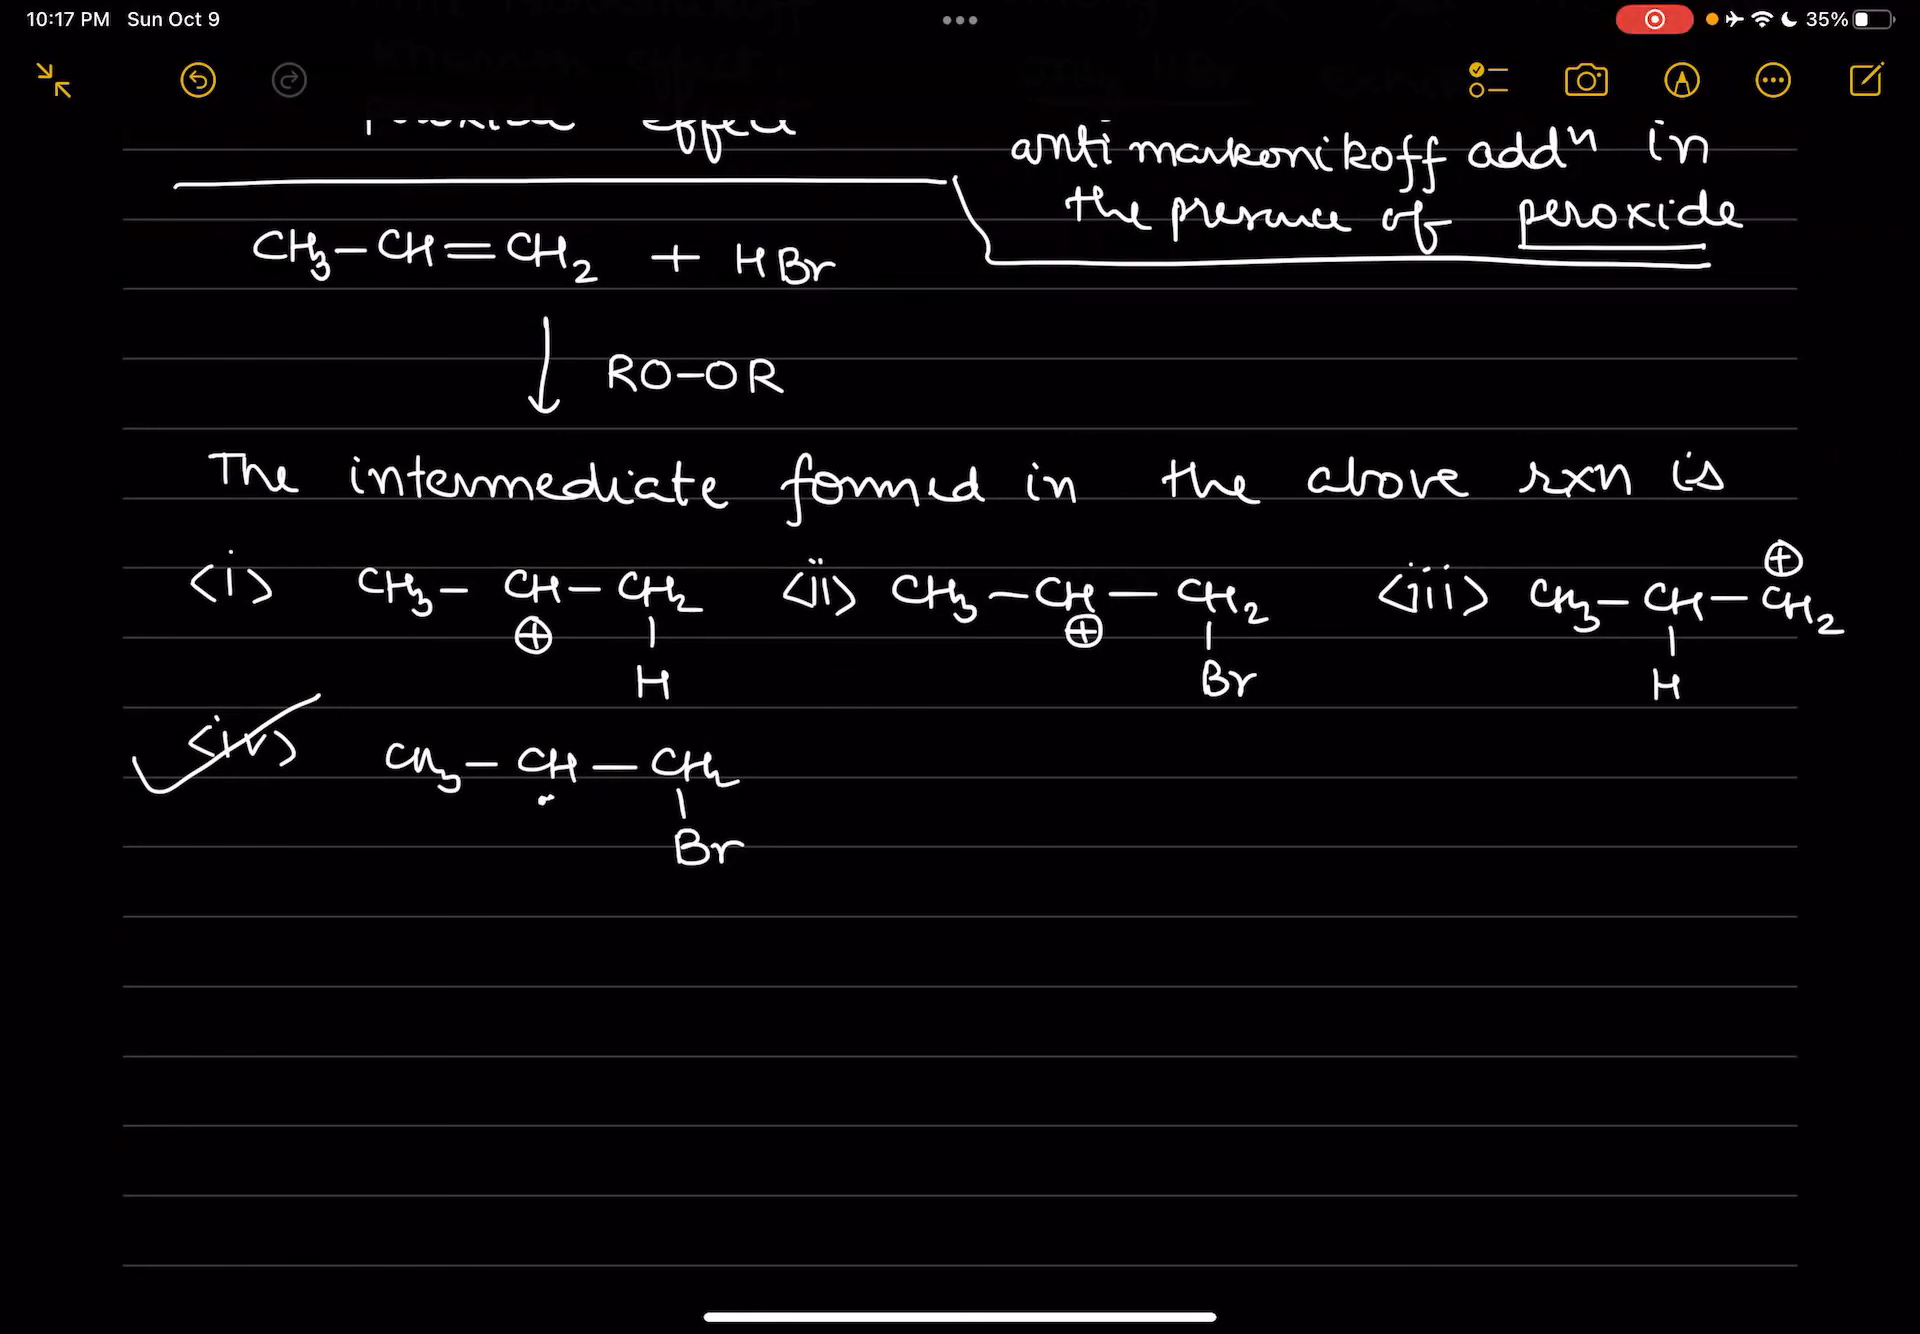 10:17 PM Sun Oct 9
35%
peroxide effect
anti markonikoff addⁿ in
the presence of peroxide
CH₃-CH=CH₂ + HBr
↓ RO-OR
The intermediate formed in the above rxn is
<i> CH₃-CH-CH₂ <ii> CH₃-CH-CH₂ <iii> CH₃-CH-CH₂
⊕ | ⊕ | | ⊕
H Br H
<iv> CH₃-CH-CH₂
• |
Br